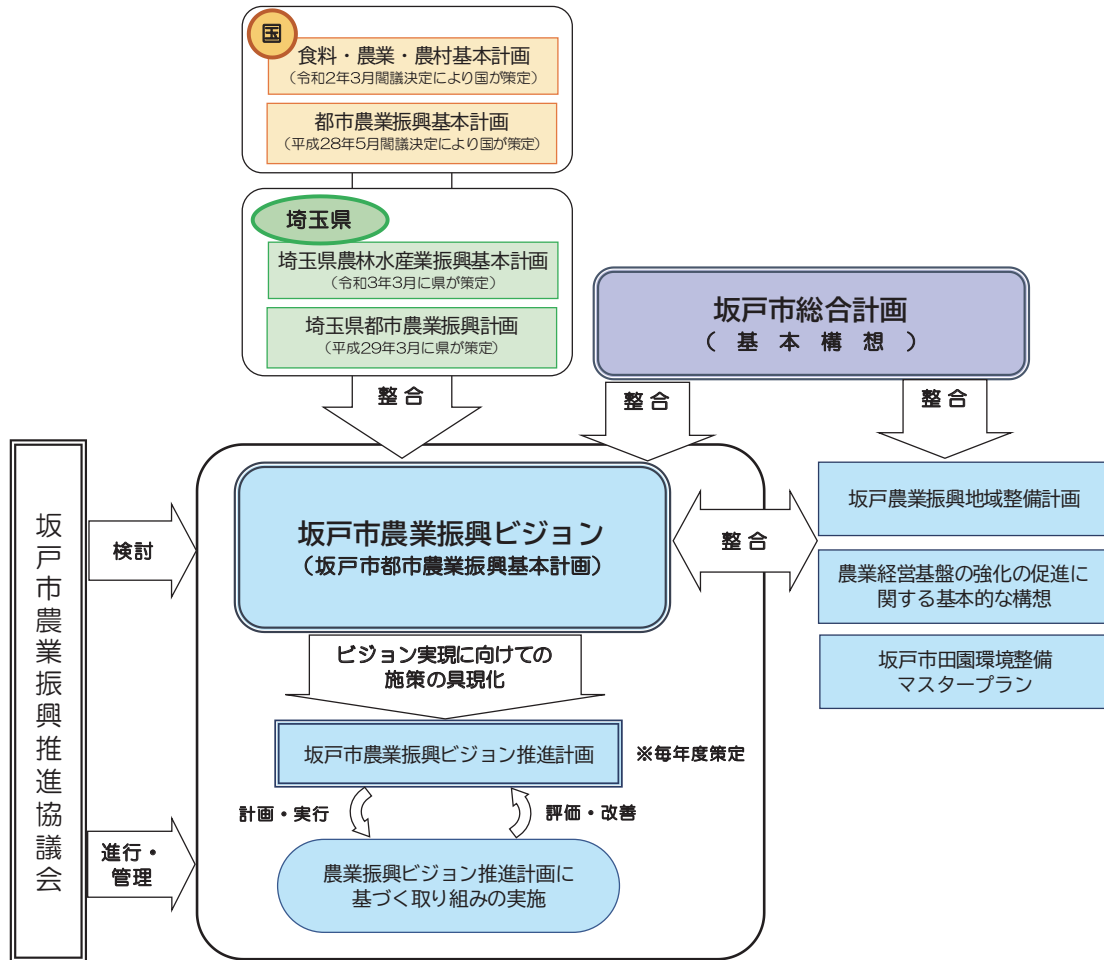 国
食料・農業・農村基本計画
（令和2年3月閣議決定により国が策定）
都市農業振興基本計画
（平成28年5月閣議決定により国が策定）
埼玉県
埼玉県農林水産業振興基本計画
（令和3年3月に県が策定）
埼玉県都市農業振興計画
（平成29年3月に県が策定）
整合
坂戸市総合計画
（基本構想）
整合
整合
坂戸市農業振興推進協議会
検討
進行・
管理
坂戸市農業振興ビジョン
（坂戸市都市農業振興基本計画）
整合
坂戸農業振興地域整備計画
農業経営基盤の強化の促進に
関する基本的な構想
坂戸市田園環境整備
マスタープラン
ビジョン実現に向けての
施策の具現化
坂戸市農業振興ビジョン推進計画
※毎年度策定
計画・実行
評価・改善
農業振興ビジョン推進計画に
基づく取り組みの実施